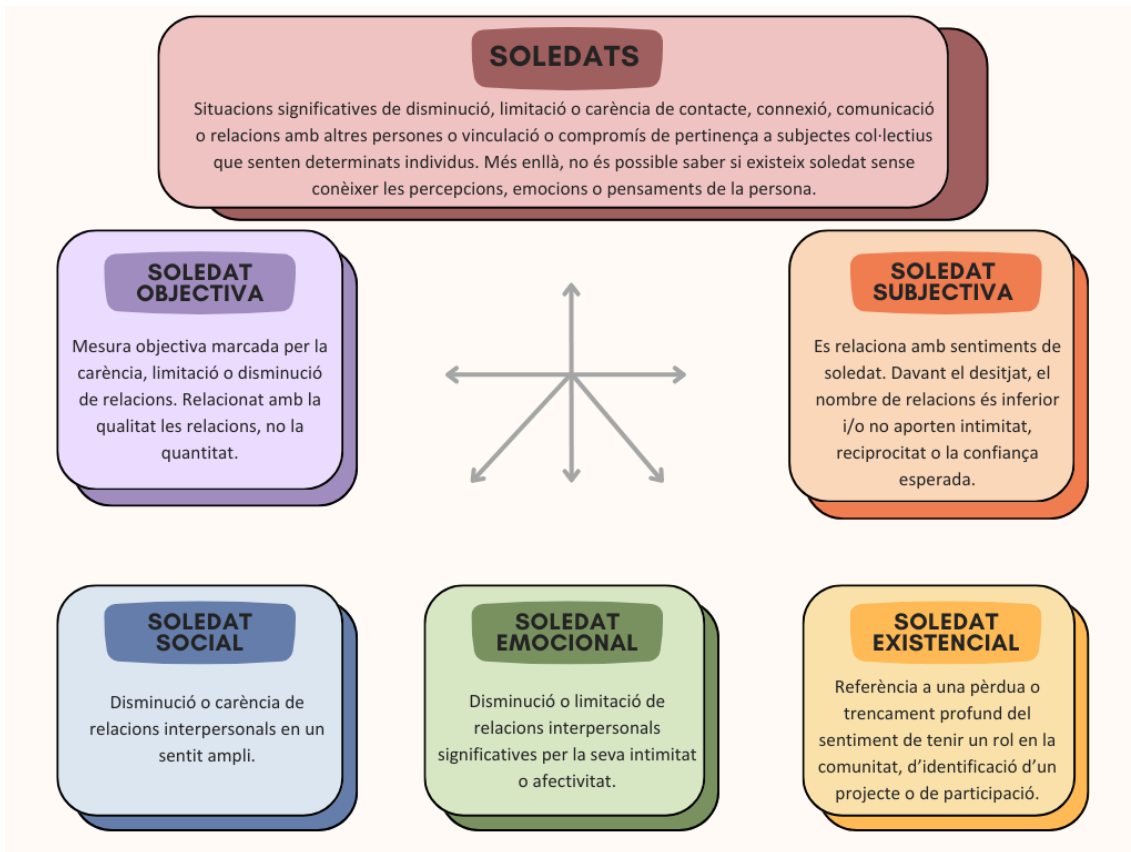 SOLEDATS
Situacions significatives de disminució, limitació o carència de contacte, connexió, comunicació
o relacions amb altres persones o vinculació o compromís de pertinença a subjectes col·lectius
que senten determinats individus. Més enllà, no és possible saber si existeix soledat sense
conèixer les percepcions, emocions o pensaments de la persona.
SOLEDAT
OBJECTIVA
Mesura objectiva marcada per la
carència, limitació o disminució
de relacions. Relacionat amb la
qualitat les relacions, no la
quantitat.
SOLEDAT
SUBJECTIVA
Es relaciona amb sentiments de
soledat. Davant el desitjat, el
nombre de relacions és inferior
i/o no aporten intimitat,
reciprocitat o la confiança
esperada.
SOLEDAT
SOCIAL
Disminució o carència de
relacions interpersonals en un
sentit ampli.
SOLEDAT
EMOCIONAL
Disminució o limitació de
relacions interpersonals
significatives per la seva intimitat
o afectivitat.
SOLEDAT
EXISTENCIAL
Referència a una pèrdua o
trencament profund del
sentiment de tenir un rol en la
comunitat, d’identificació d’un
projecte o de participació.